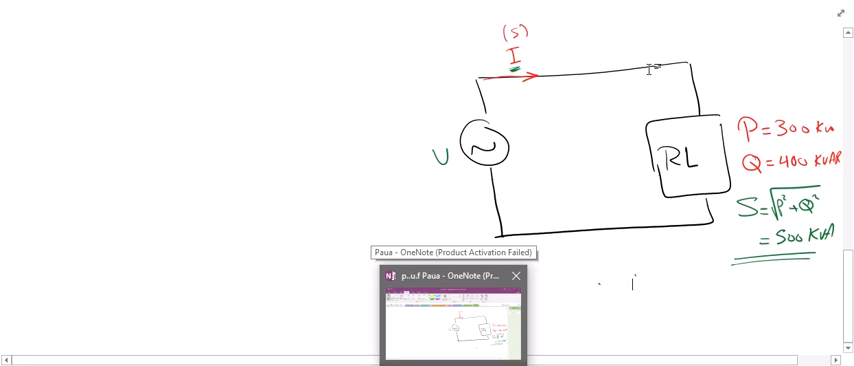 (S)
I
U
~
RL
P = 300 Kw
Q = 400 KVAR
S = √P² + Q²
= 500 KVA
Paua - OneNote (Product Activation Failed)
N p..u.f Paua - OneNote (Pr...